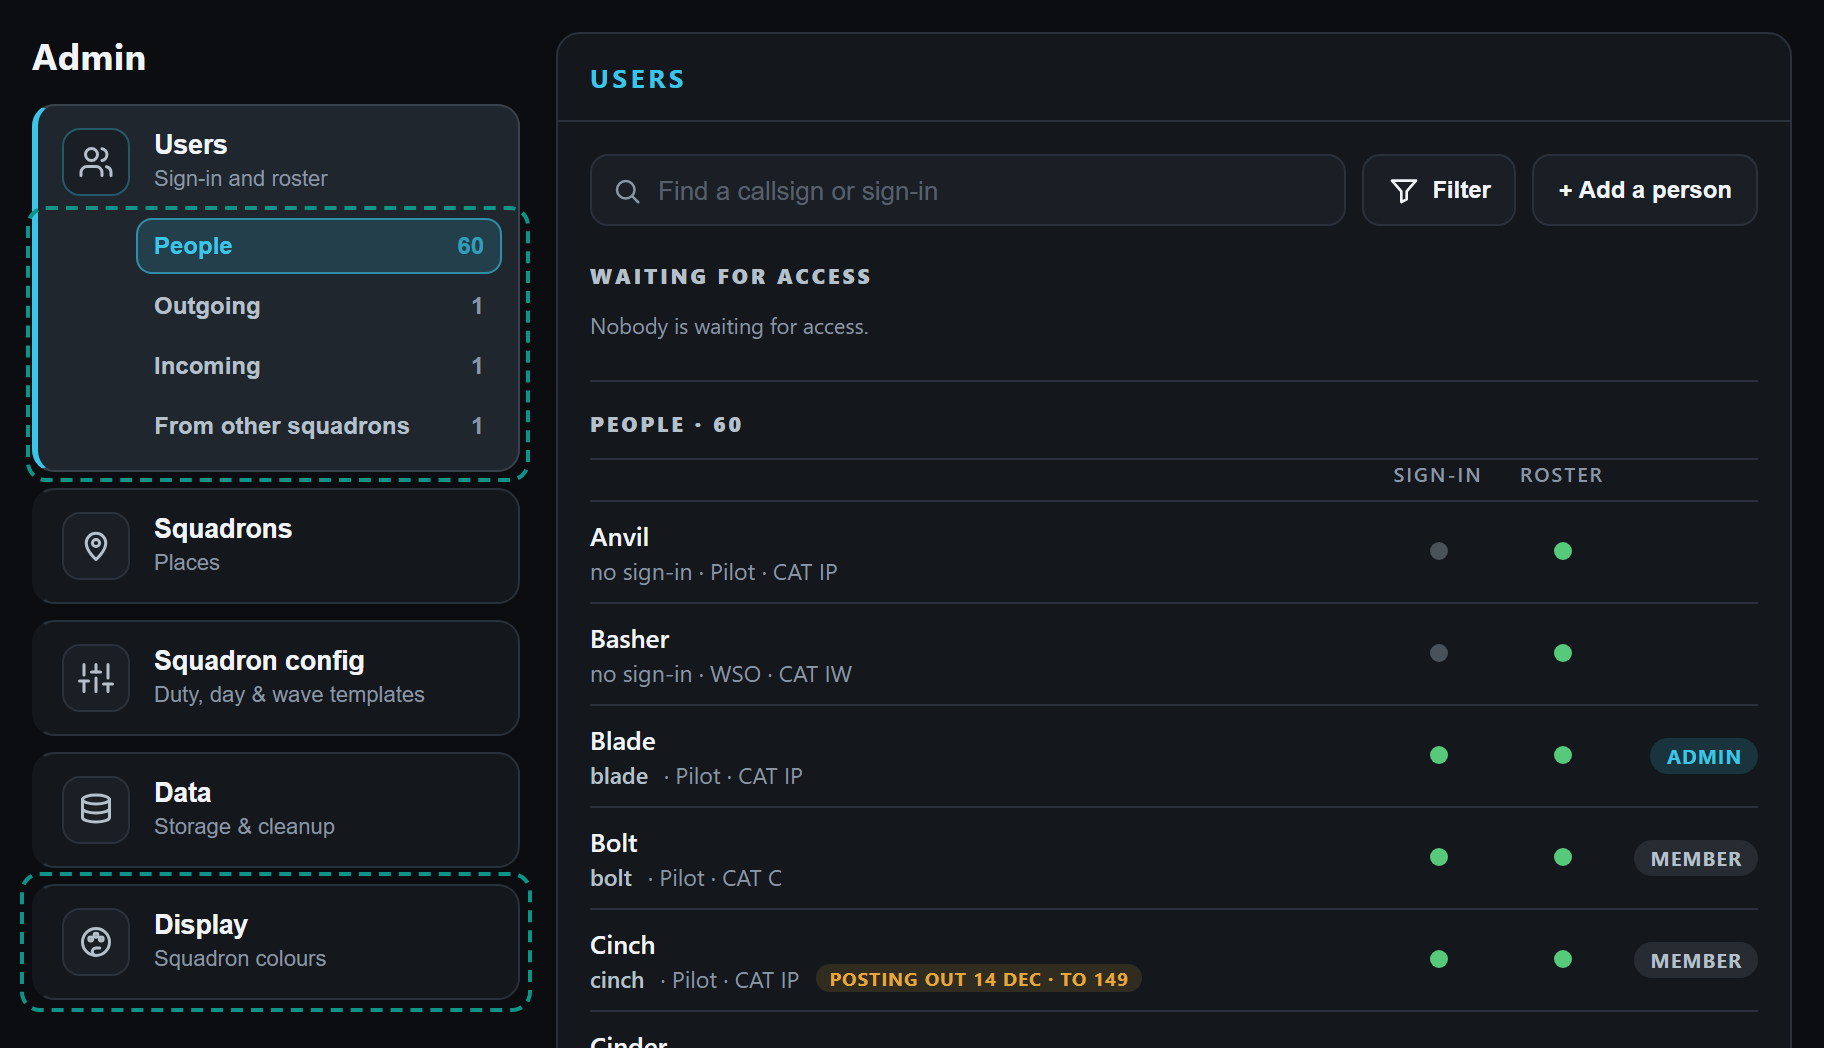 Admin
Users
Sign-in and roster
People 60
Outgoing 1
Incoming 1
From other squadrons 1
Squadrons
Places
Squadron config
Duty, day & wave templates
Data
Storage & cleanup
Display
Squadron colours
USERS
Find a callsign or sign-in
Filter
+ Add a person
WAITING FOR ACCESS
Nobody is waiting for access.
PEOPLE · 60
SIGN-IN ROSTER
Anvil
no sign-in · Pilot · CAT IP
Basher
no sign-in · WSO · CAT IW
Blade
blade · Pilot · CAT IP
ADMIN
Bolt
bolt · Pilot · CAT C
MEMBER
Cinch
cinch · Pilot · CAT IP POSTING OUT 14 DEC · TO 149
MEMBER
Cinder